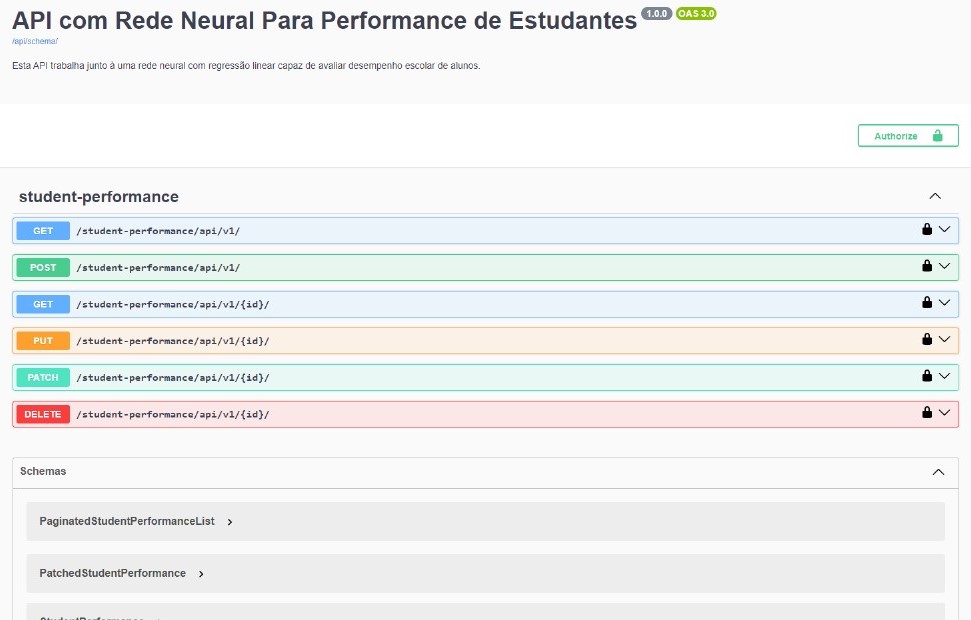 API com Rede Neural Para Performance de Estudantes 1.0.0 OAS 3.0
/api/schema/
Esta API trabalha junto à uma rede neural com regressão linear capaz de avaliar desempenho escolar de alunos.
Authorize
student-performance
GET /student-performance/api/v1/
POST /student-performance/api/v1/
GET /student-performance/api/v1/{id}/
PUT /student-performance/api/v1/{id}/
PATCH /student-performance/api/v1/{id}/
DELETE /student-performance/api/v1/{id}/
Schemas
PaginatedStudentPerformanceList
PatchedStudentPerformance
StudentPerformance